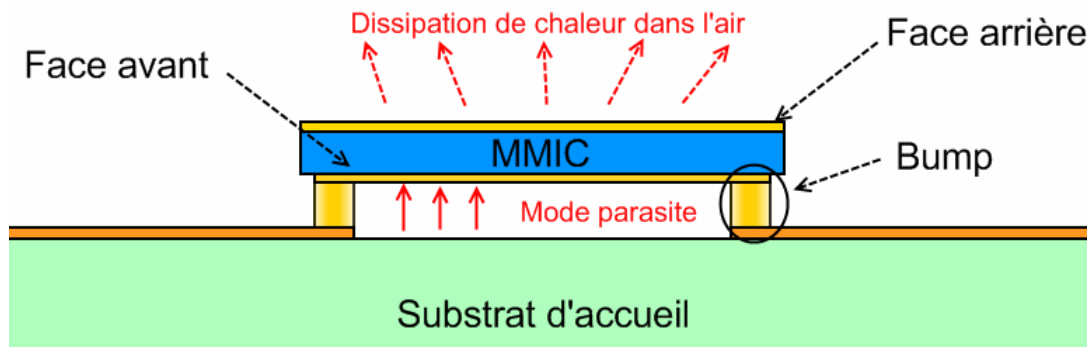 Dissipation de chaleur dans l'air
Face arrière
Face avant
MMIC
Bump
Mode parasite
Substrat d'accueil